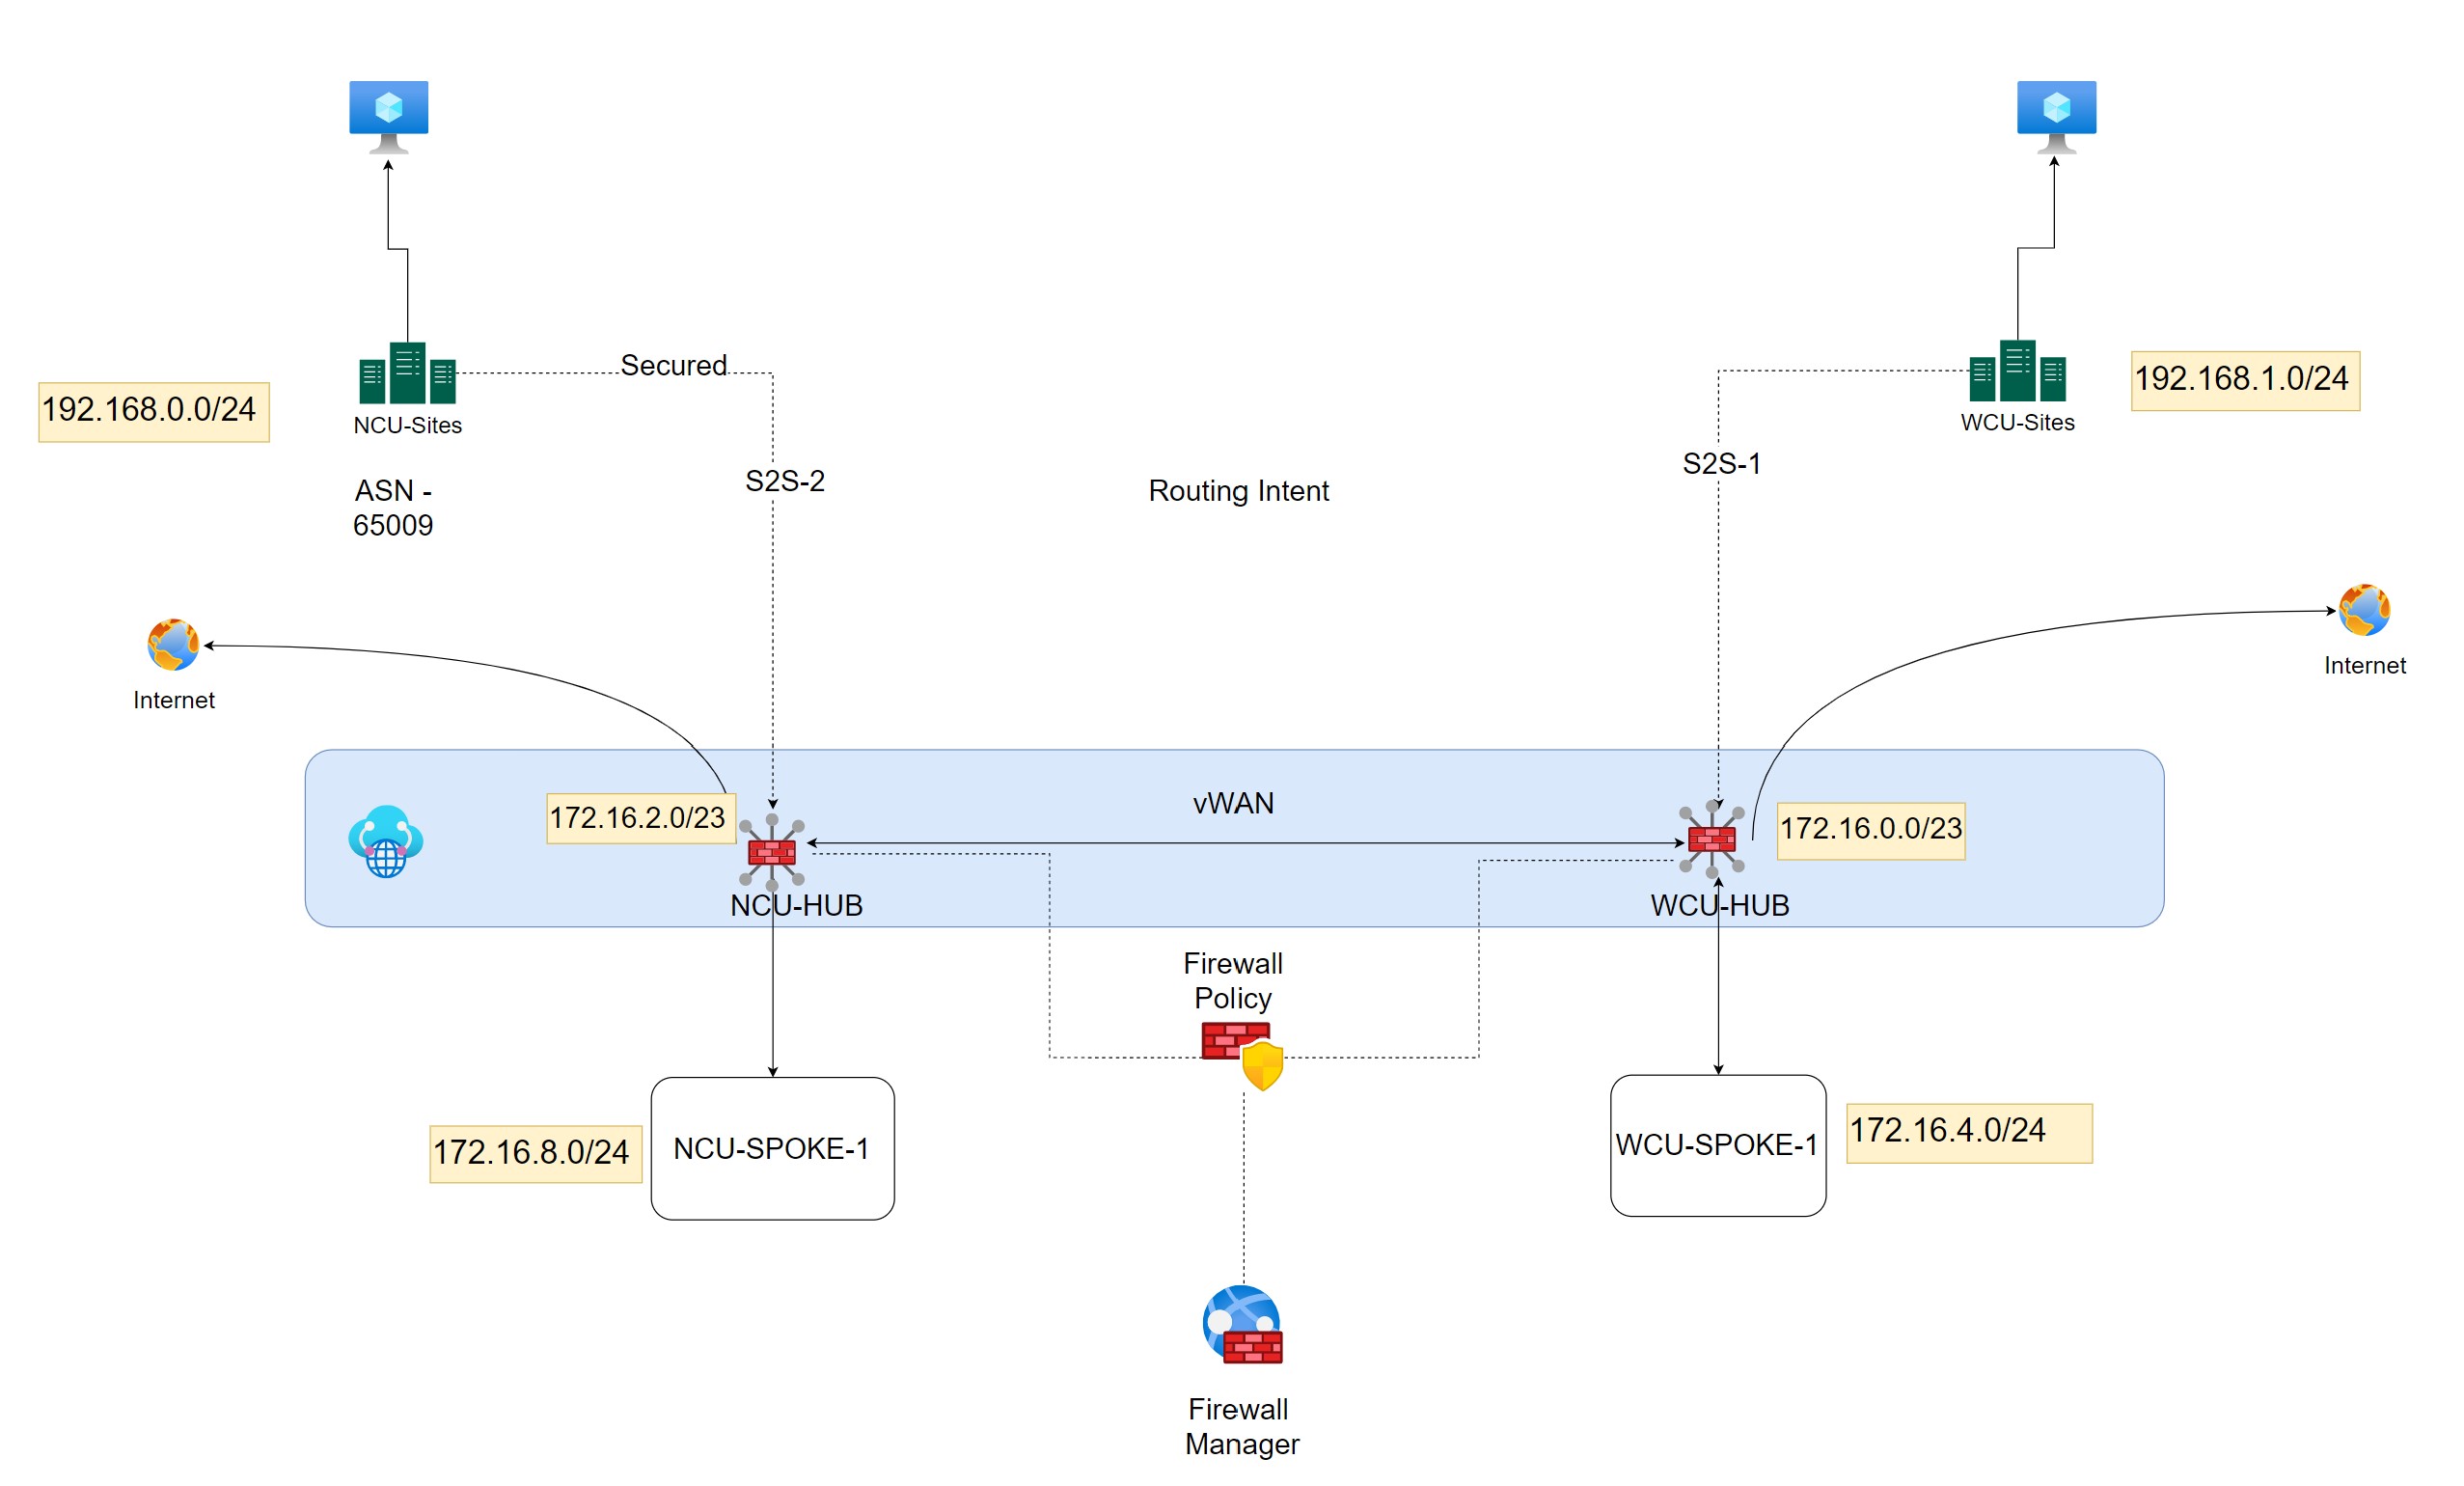 Secured
192.168.0.0/24
NCU-Sites
192.168.1.0/24
WCU-Sites
ASN -
65009
S2S-2
Routing Intent
S2S-1
Internet
Internet
172.16.2.0/23
vWAN
172.16.0.0/23
NCU-HUB
WCU-HUB
Firewall
Policy
172.16.8.0/24
NCU-SPOKE-1
WCU-SPOKE-1
172.16.4.0/24
Firewall
Manager